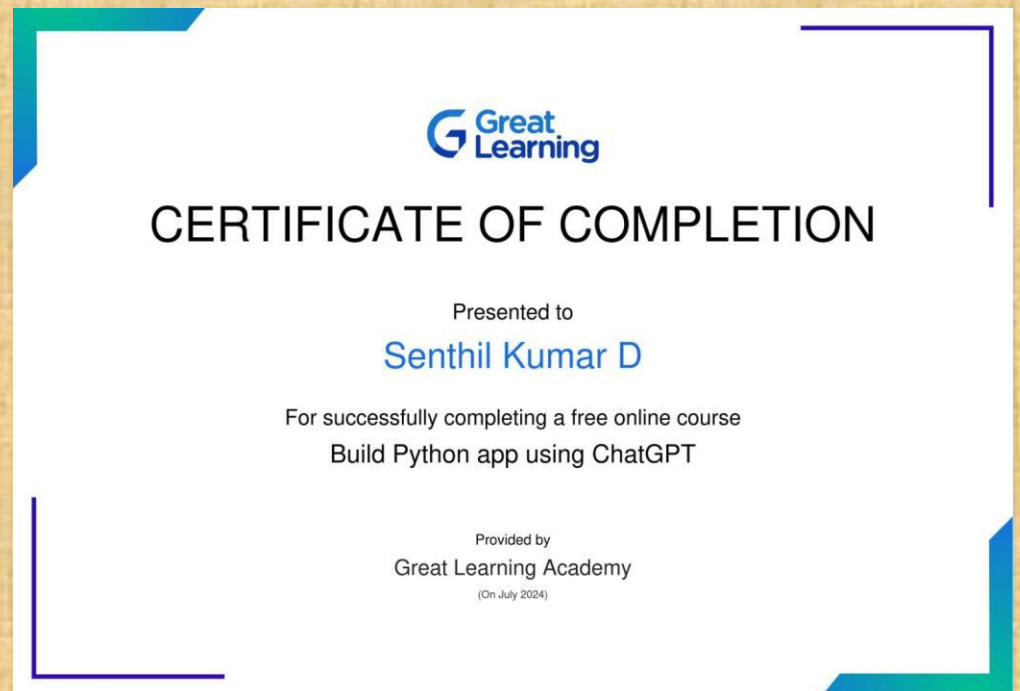 Great
Learning
CERTIFICATE OF COMPLETION
Presented to
Senthil Kumar D
For successfully completing a free online course
Build Python app using ChatGPT
Provided by
Great Learning Academy
(On July 2024)